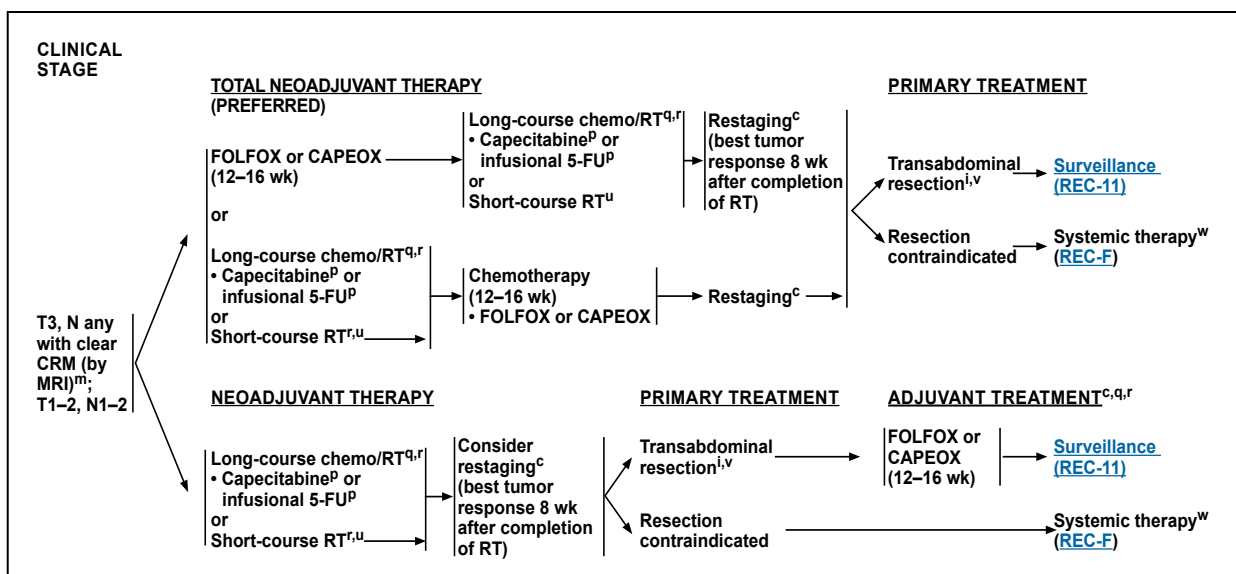 CLINICAL
STAGE
T3, N any
with clear
CRM (by
MRI)ᵐ;
T1–2, N1–2
TOTAL NEOADJUVANT THERAPY
(PREFERRED)
FOLFOX or CAPEOX
(12–16 wk)
Long-course chemo/RTq,r
• Capecitabineᵖ or
infusional 5-FUᵖ
or
Short-course RTᵘ
Restagingᶜ
(best tumor
response 8 wk
after completion
of RT)
or
Long-course chemo/RTq,r
• Capecitabineᵖ or
infusional 5-FUᵖ
or
Short-course RTr,u
Chemotherapy
(12–16 wk)
• FOLFOX or CAPEOX
Restagingᶜ
PRIMARY TREATMENT
Transabdominal
resectioni,v
Surveillance
(REC-11)
Resection
contraindicated
Systemic therapyʷ
(REC-F)
NEOADJUVANT THERAPY
Long-course chemo/RTq,r
• Capecitabineᵖ or
infusional 5-FUᵖ
or
Short-course RTr,u
Consider
restagingᶜ
(best tumor
response 8 wk
after completion
of RT)
PRIMARY TREATMENT
Transabdominal
resectioni,v
Resection
contraindicated
ADJUVANT TREATMENTc,q,r
FOLFOX or
CAPEOX
(12–16 wk)
Surveillance
(REC-11)
Systemic therapyʷ
(REC-F)